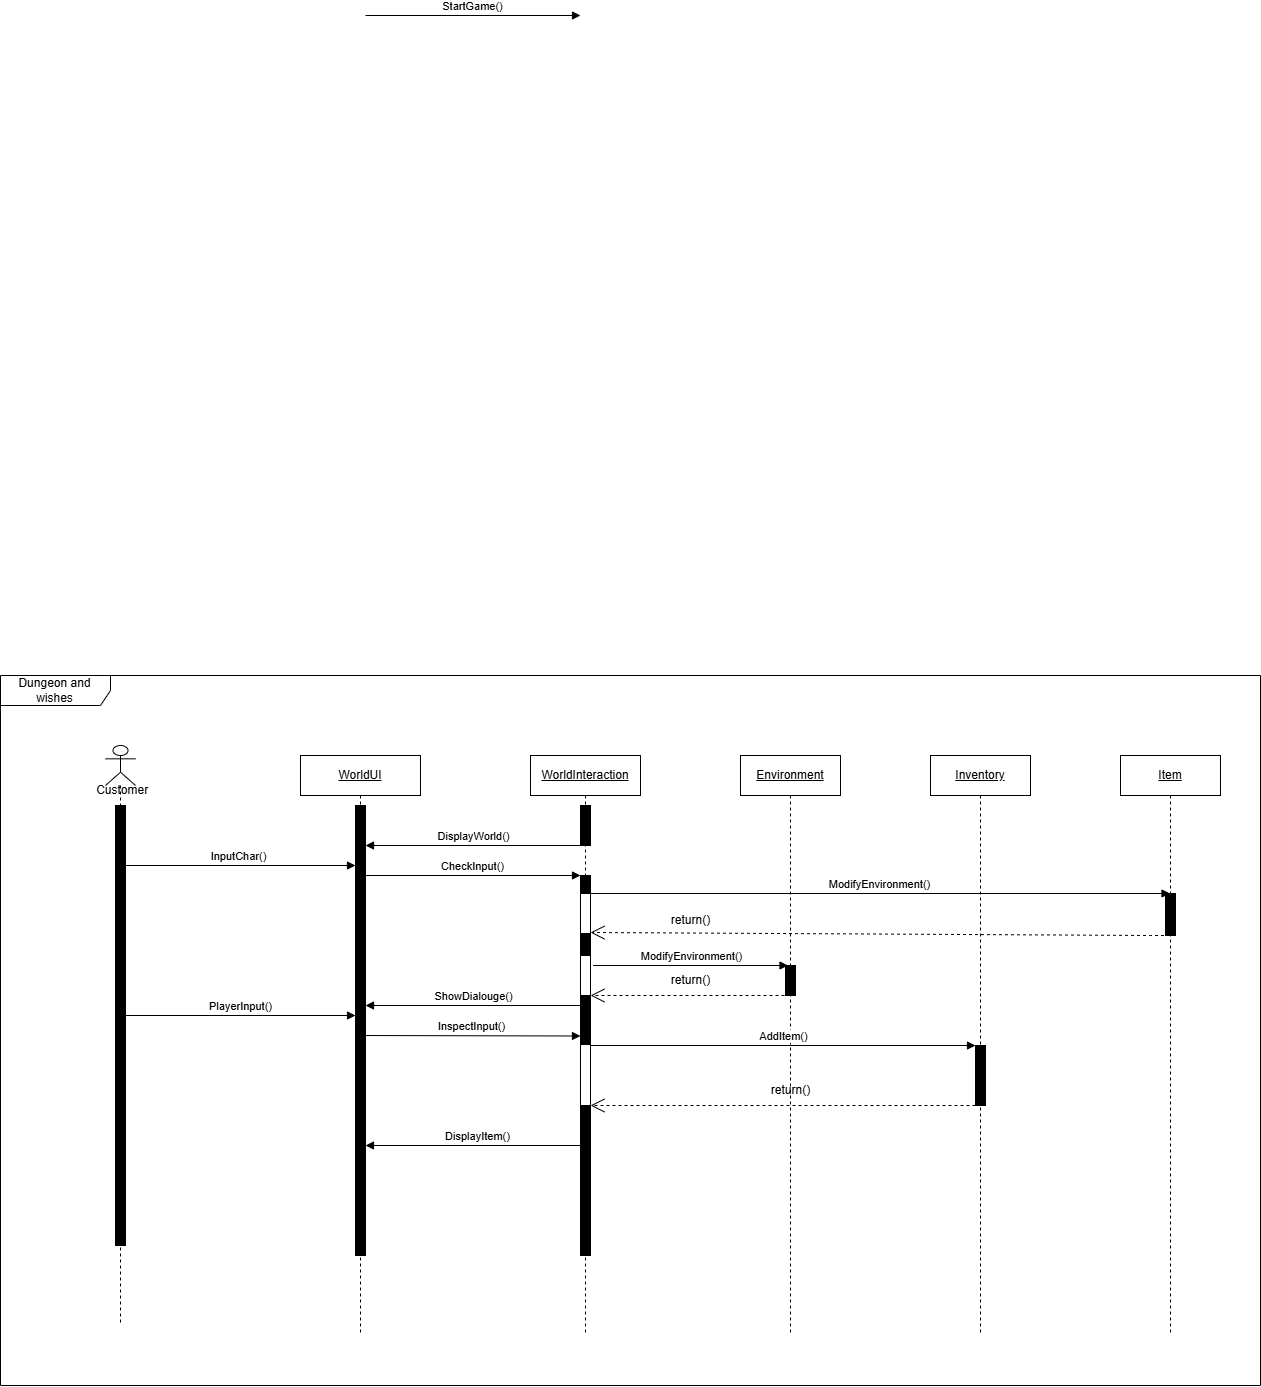 StartGame()
Dungeon and
wishes
Customer
WorldUI
WorldInteraction
Environment
Inventory
Item
DisplayWorld()
InputChar()
CheckInput()
ModifyEnvironment()
return()
ModifyEnvironment()
return()
ShowDialouge()
PlayerInput()
InspectInput()
AddItem()
return()
DisplayItem()